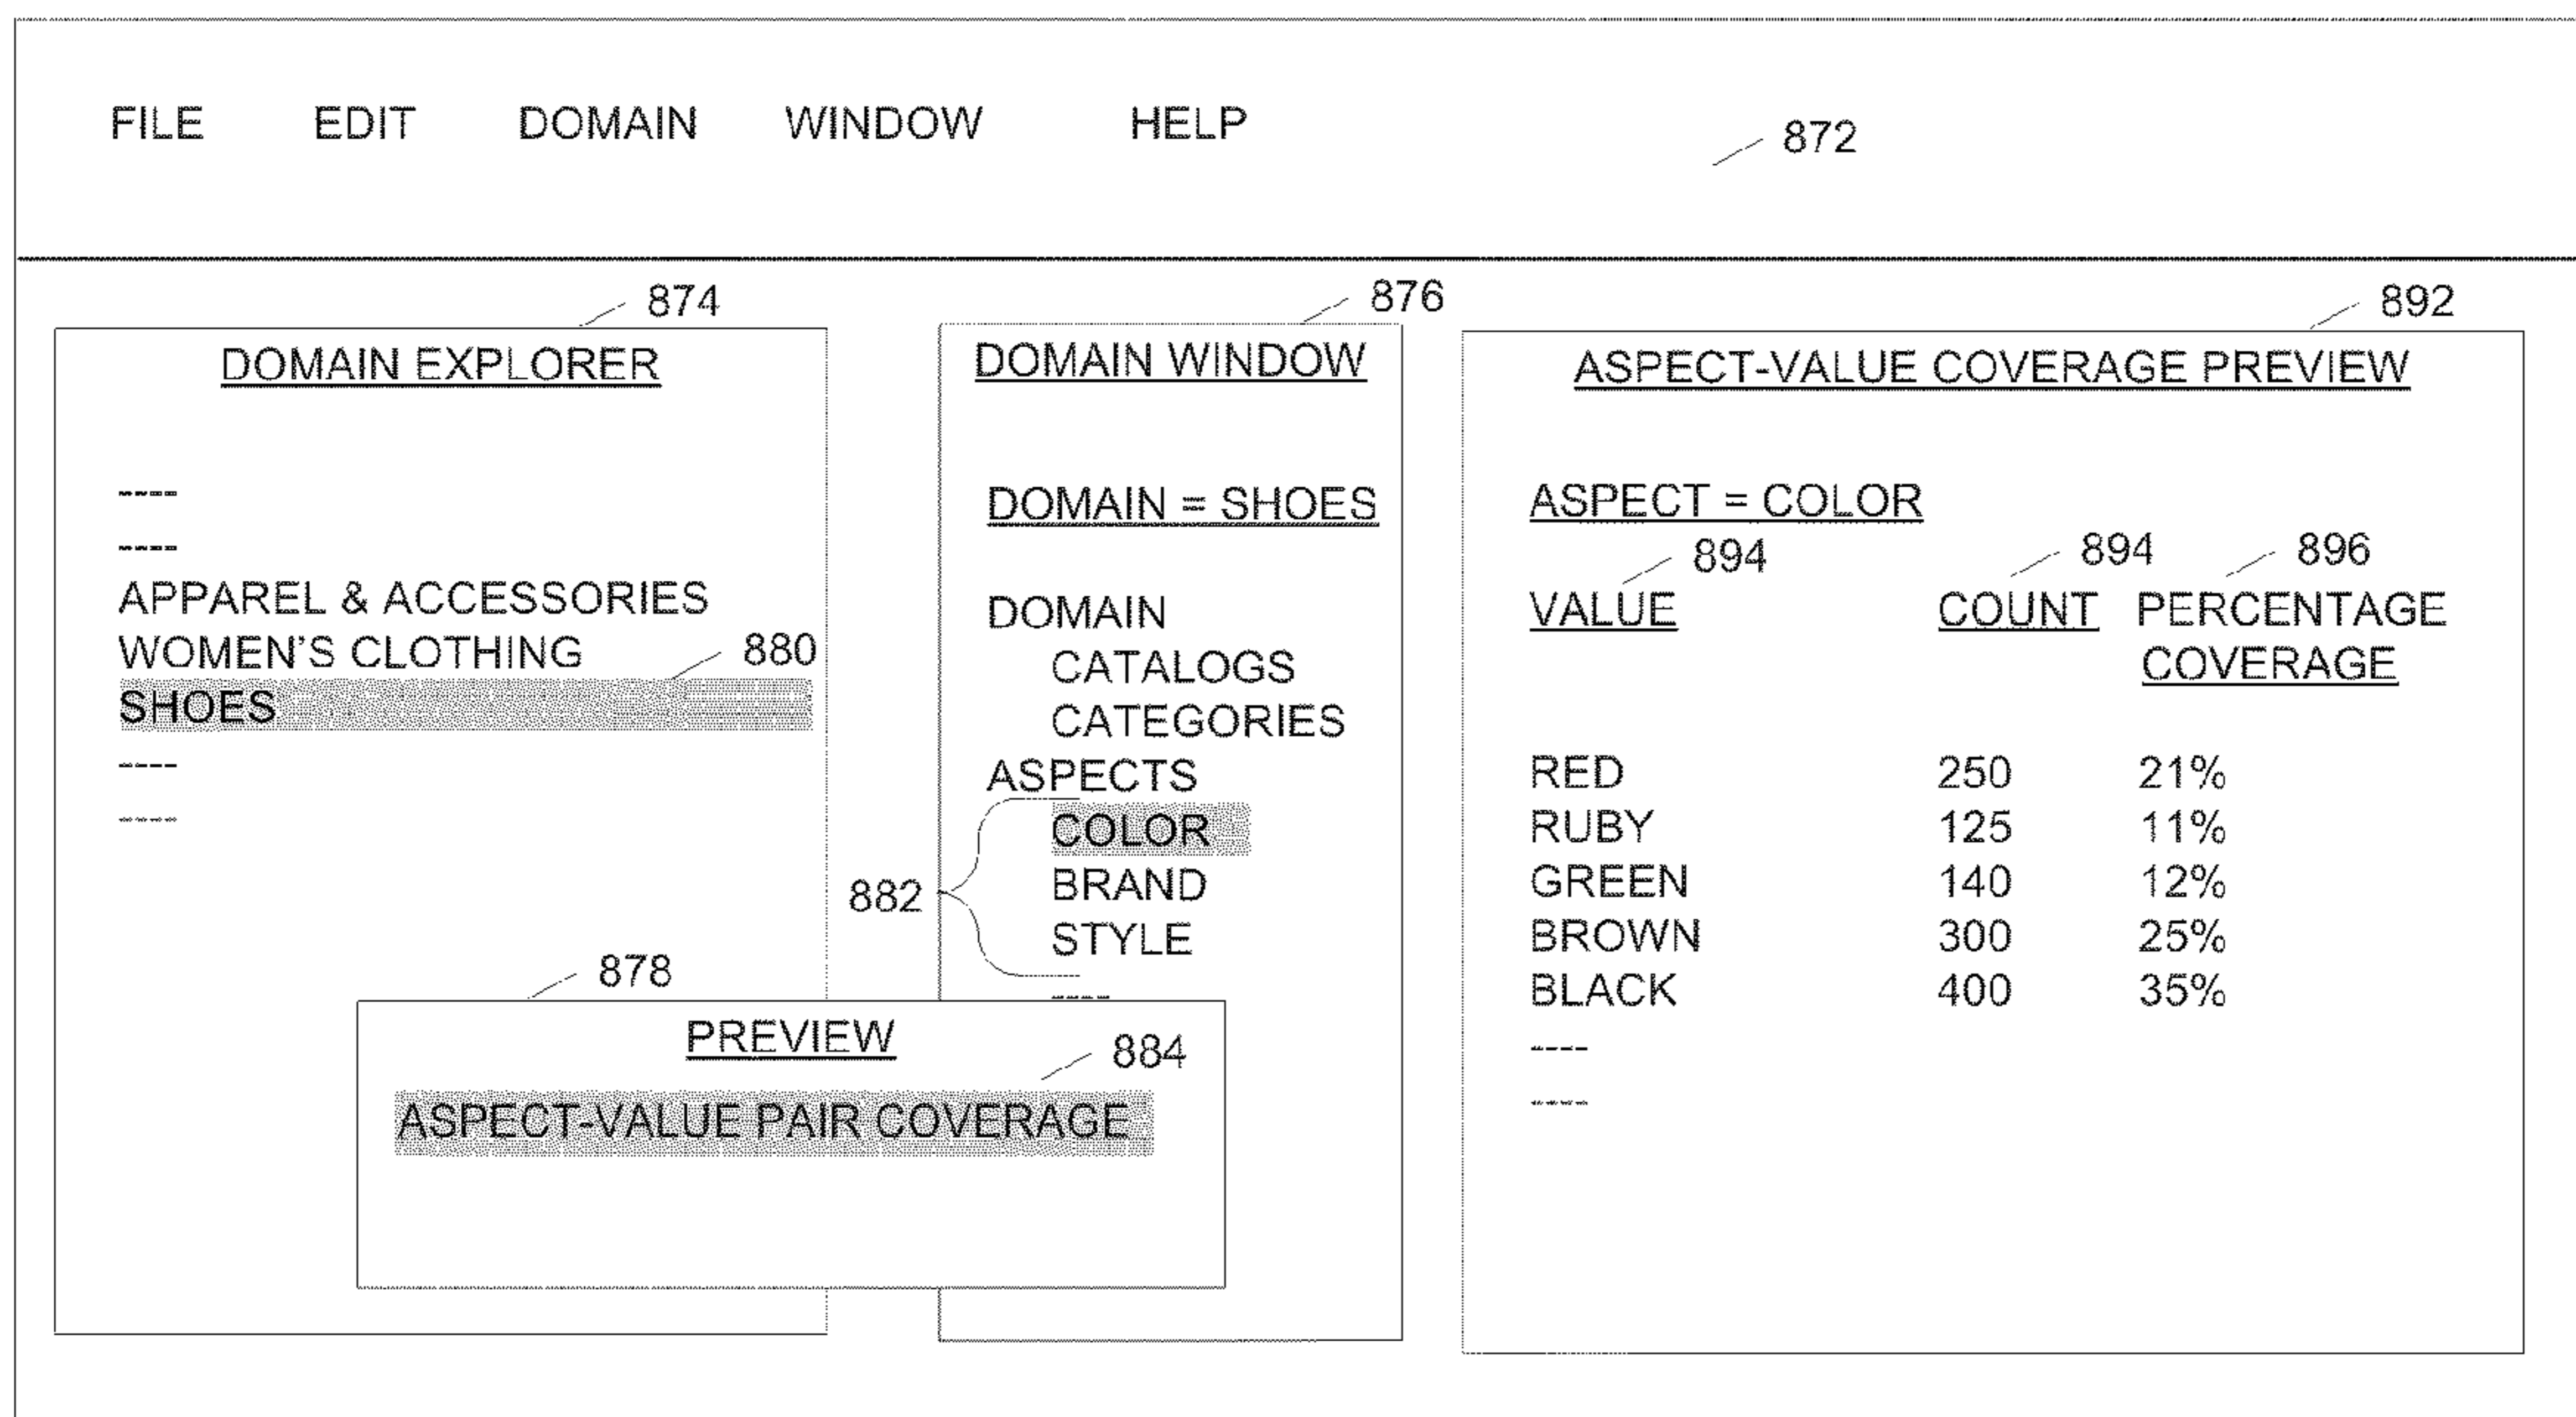 FILE EDIT DOMAIN WINDOW HELP 872
874
DOMAIN EXPLORER
----
----
APPAREL & ACCESSORIES
WOMEN'S CLOTHING
880
SHOES
----
----
876
DOMAIN WINDOW
DOMAIN = SHOES
DOMAIN
CATALOGS
CATEGORIES
ASPECTS
COLOR
882
BRAND
STYLE
----
878
PREVIEW
884
ASPECT-VALUE PAIR COVERAGE
892
ASPECT-VALUE COVERAGE PREVIEW
ASPECT = COLOR
894 894 896
VALUE COUNT PERCENTAGE
COVERAGE
RED 250 21%
RUBY 125 11%
GREEN 140 12%
BROWN 300 25%
BLACK 400 35%
----
----